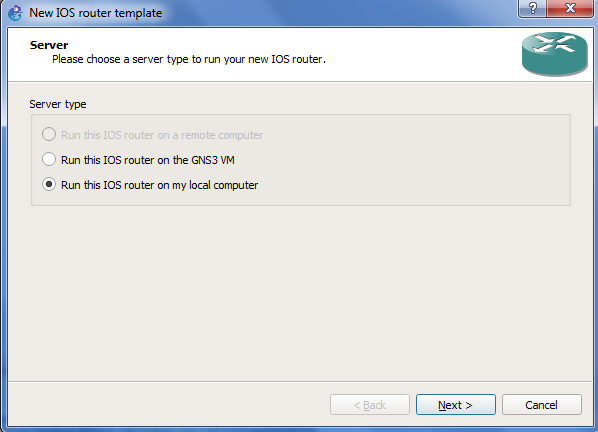 New IOS router template
?
X
Server
Please choose a server type to run your new IOS router.
Server type
Run this IOS router on a remote computer
Run this IOS router on the GNS3 VM
Run this IOS router on my local computer
< Back
Next >
Cancel